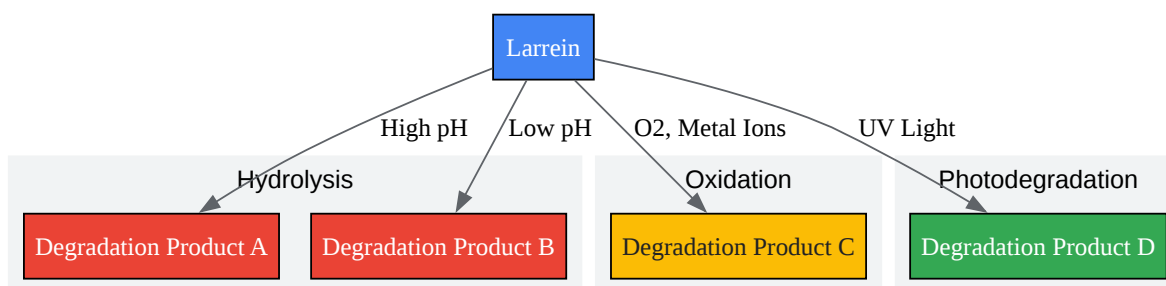 Larrein
High pH
Low pH
O2, Metal Ions
UV Light
Hydrolysis
Oxidation
Photodegradation
Degradation Product A
Degradation Product B
Degradation Product C
Degradation Product D